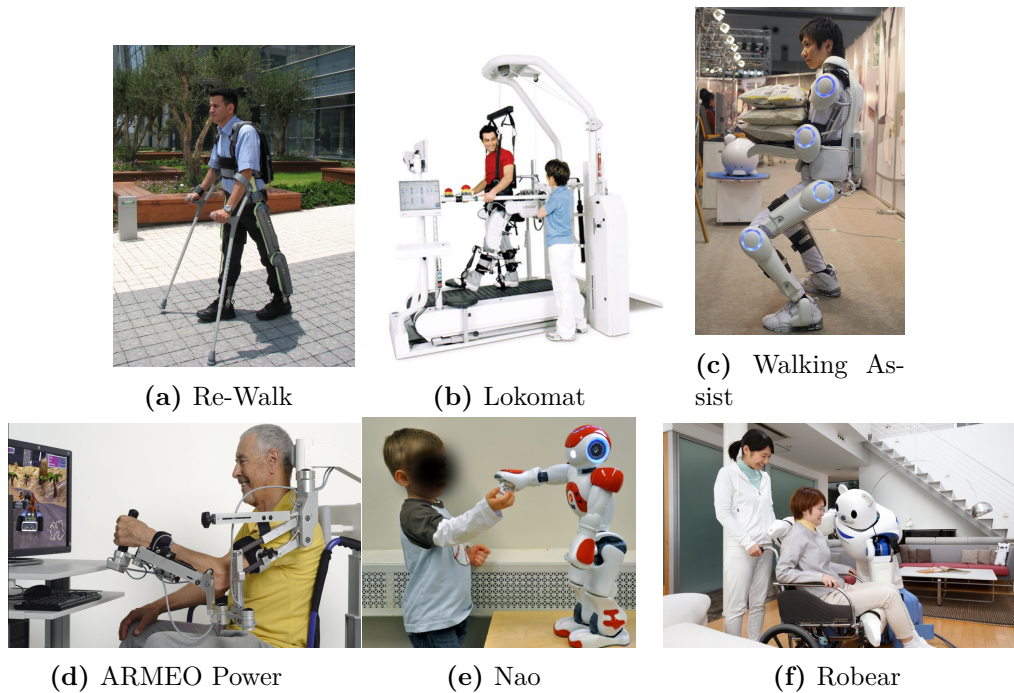 (a) Re-Walk
(b) Lokomat
(c) Walking As-
sist
(d) ARMEO Power
(e) Nao
(f) Robear